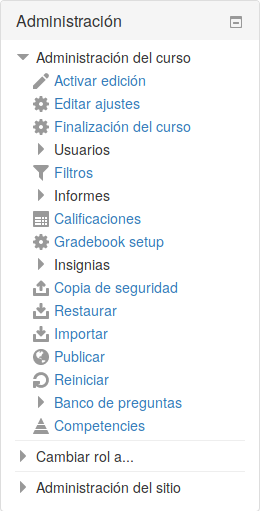 Administración
Administración del curso
Activar edición
Editar ajustes
Finalización del curso
Usuarios
Filtros
Informes
Calificaciones
Gradebook setup
Insignias
Copia de seguridad
Restaurar
Importar
Publicar
Reiniciar
Banco de preguntas
Competencies
Cambiar rol a...
Administración del sitio